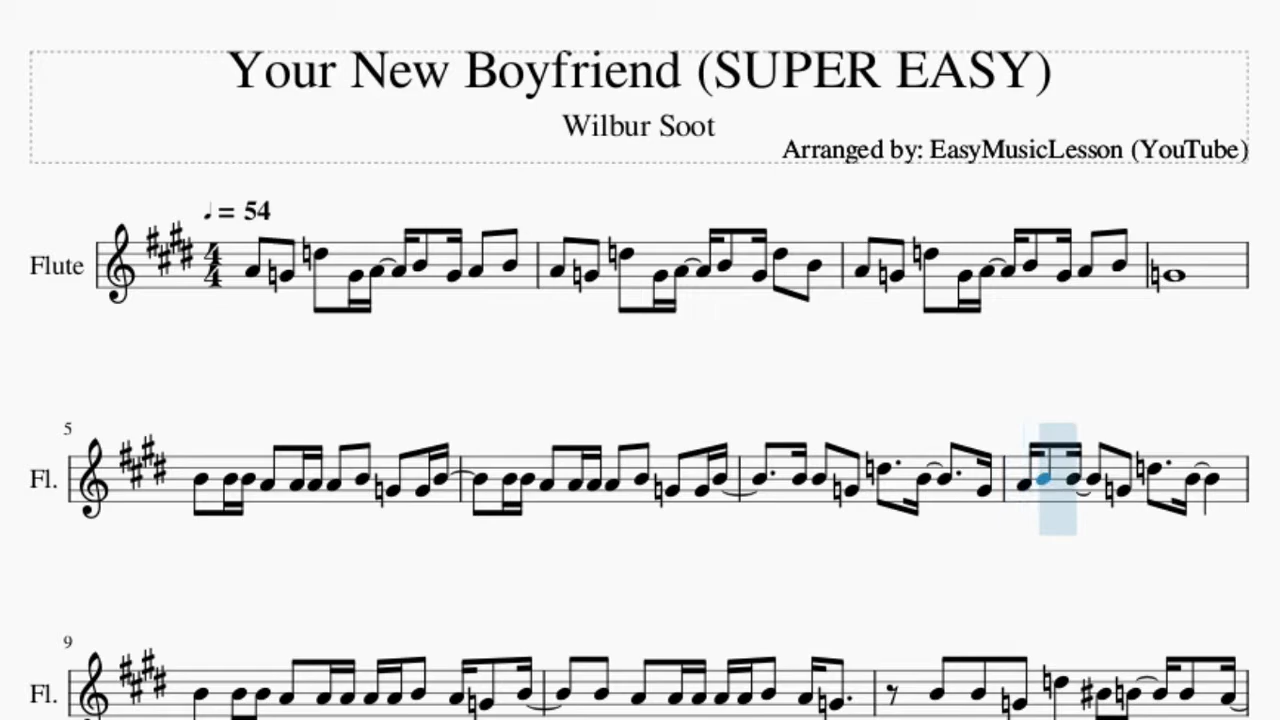 Your New Boyfriend (SUPER EASY)
Wilbur Soot
Arranged by: EasyMusicLesson (YouTube)
♩ = 54
Flute
4
4
5
Fl.
9
Fl.